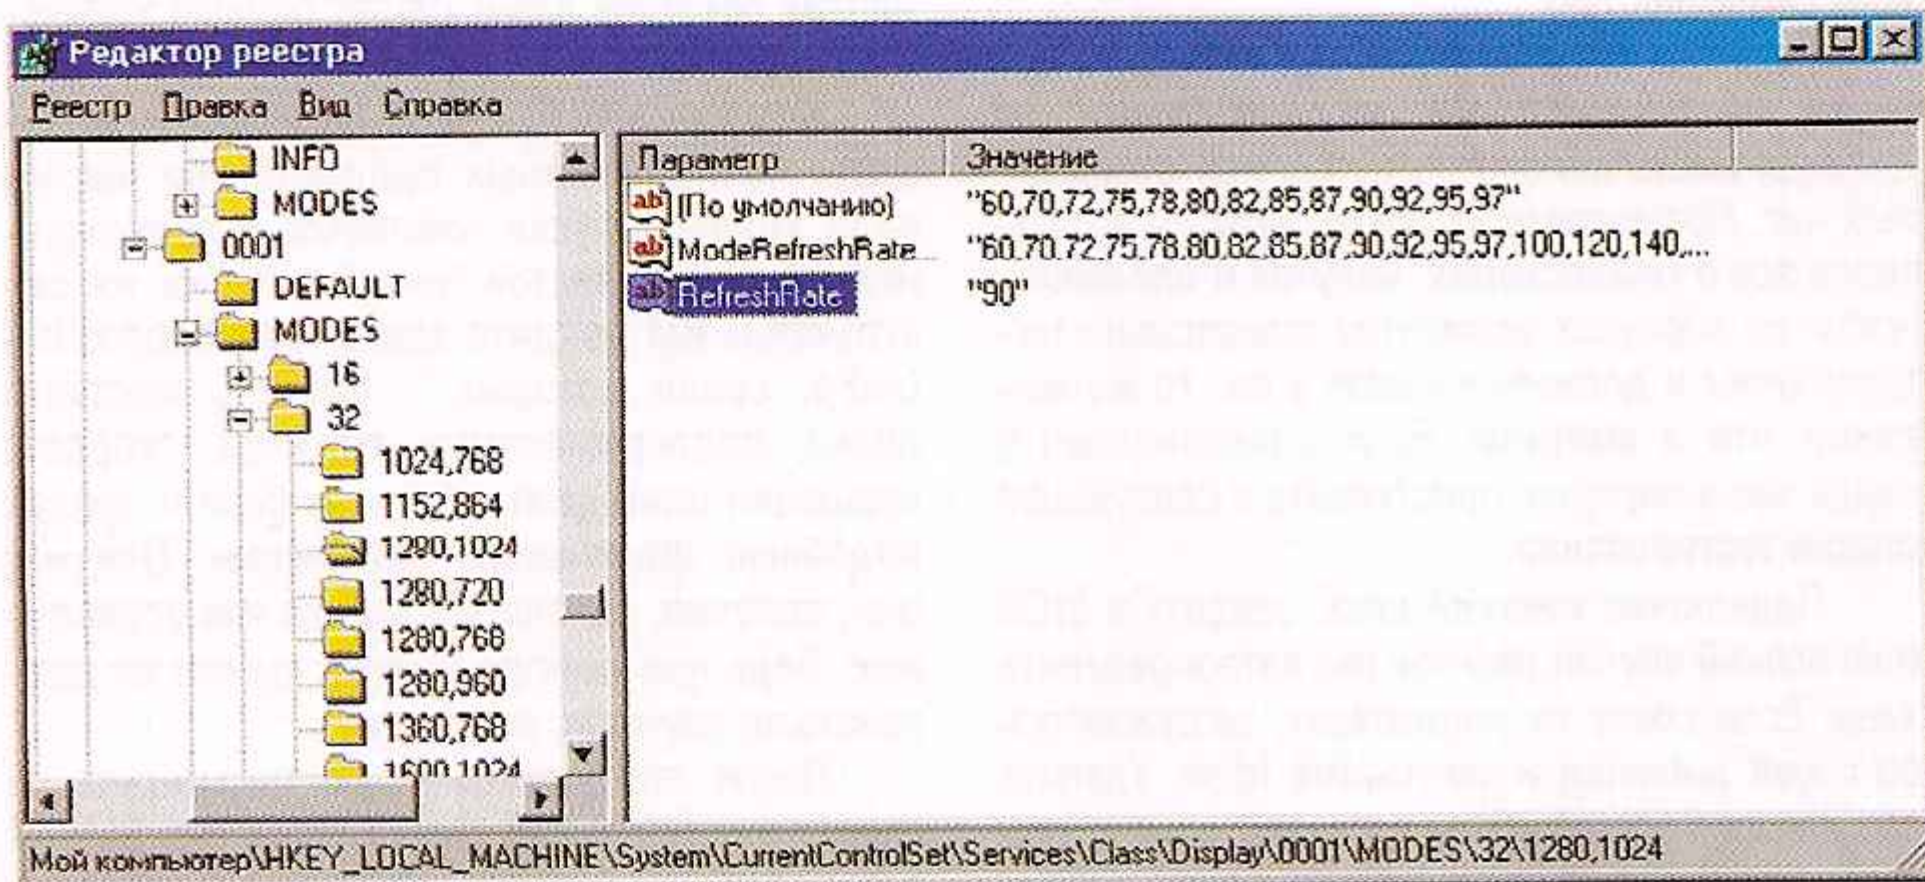 Редактор реестра
Реестр Правка Вид Справка
INFO
MODES
0001
DEFAULT
MODES
16
32
1024,768
1152,864
1280,1024
1280,720
1280,768
1280,960
1360,768
1600,1024
Параметр Значение
(По умолчанию) "60,70,72,75,78,80,82,85,87,90,92,95,97"
ModeRefreshRate... "60,70,72,75,78,80,82,85,87,90,92,95,97,100,120,140,...
RefreshRate "90"
Мой компьютер\HKEY_LOCAL_MACHINE\System\CurrentControlSet\Services\Class\Display\0001\MODES\32\1280,1024